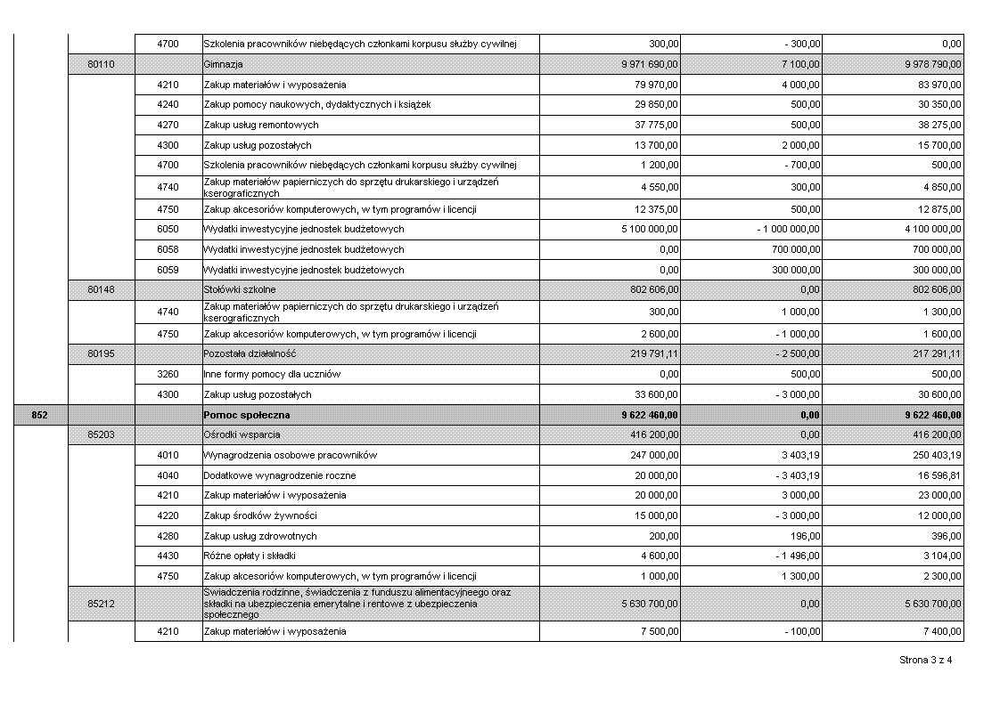 4700 Szkolenia pracowników niebędących członkami korpusu służby cywilnej 300,00 - 300,00 0,00
80110 Gimnazja 9 971 690,00 7 100,00 9 978 790,00
4210 Zakup materiałów i wyposażenia 79 970,00 4 000,00 83 970,00
4240 Zakup pomocy naukowych, dydaktycznych i książek 29 850,00 500,00 30 350,00
4270 Zakup usług remontowych 37 775,00 500,00 38 275,00
4300 Zakup usług pozostałych 13 700,00 2 000,00 15 700,00
4700 Szkolenia pracowników niebędących członkami korpusu służby cywilnej 1 200,00 - 700,00 500,00
4740 Zakup materiałów papierniczych do sprzętu drukarskiego i urządzeń
kserograficznych 4 550,00 300,00 4 850,00
4750 Zakup akcesoriów komputerowych, w tym programów i licencji 12 375,00 500,00 12 875,00
6050 Wydatki inwestycyjne jednostek budżetowych 5 100 000,00 - 1 000 000,00 4 100 000,00
6058 Wydatki inwestycyjne jednostek budżetowych 0,00 700 000,00 700 000,00
6059 Wydatki inwestycyjne jednostek budżetowych 0,00 300 000,00 300 000,00
80148 Stołówki szkolne 802 606,00 0,00 802 606,00
4740 Zakup materiałów papierniczych do sprzętu drukarskiego i urządzeń
kserograficznych 300,00 1 000,00 1 300,00
4750 Zakup akcesoriów komputerowych, w tym programów i licencji 2 600,00 - 1 000,00 1 600,00
80195 Pozostała działalność 219 791,11 - 2 500,00 217 291,11
3260 Inne formy pomocy dla uczniów 0,00 500,00 500,00
4300 Zakup usług pozostałych 33 600,00 - 3 000,00 30 600,00
852 Pomoc społeczna 9 622 460,00 0,00 9 622 460,00
85203 Ośrodki wsparcia 416 200,00 0,00 416 200,00
4010 Wynagrodzenia osobowe pracowników 247 000,00 3 403,19 250 403,19
4040 Dodatkowe wynagrodzenie roczne 20 000,00 - 3 403,19 16 596,81
4210 Zakup materiałów i wyposażenia 20 000,00 3 000,00 23 000,00
4220 Zakup środków żywności 15 000,00 - 3 000,00 12 000,00
4280 Zakup usług zdrowotnych 200,00 196,00 396,00
4430 Różne opłaty i składki 4 600,00 - 1 496,00 3 104,00
4750 Zakup akcesoriów komputerowych, w tym programów i licencji 1 000,00 1 300,00 2 300,00
Świadczenia rodzinne, świadczenia z funduszu alimentacyjneego oraz
85212 składki na ubezpieczenia emerytalne i rentowe z ubezpieczenia 5 630 700,00 0,00 5 630 700,00
społecznego
4210 Zakup materiałów i wyposażenia 7 500,00 - 100,00 7 400,00
Strona 3 z 4